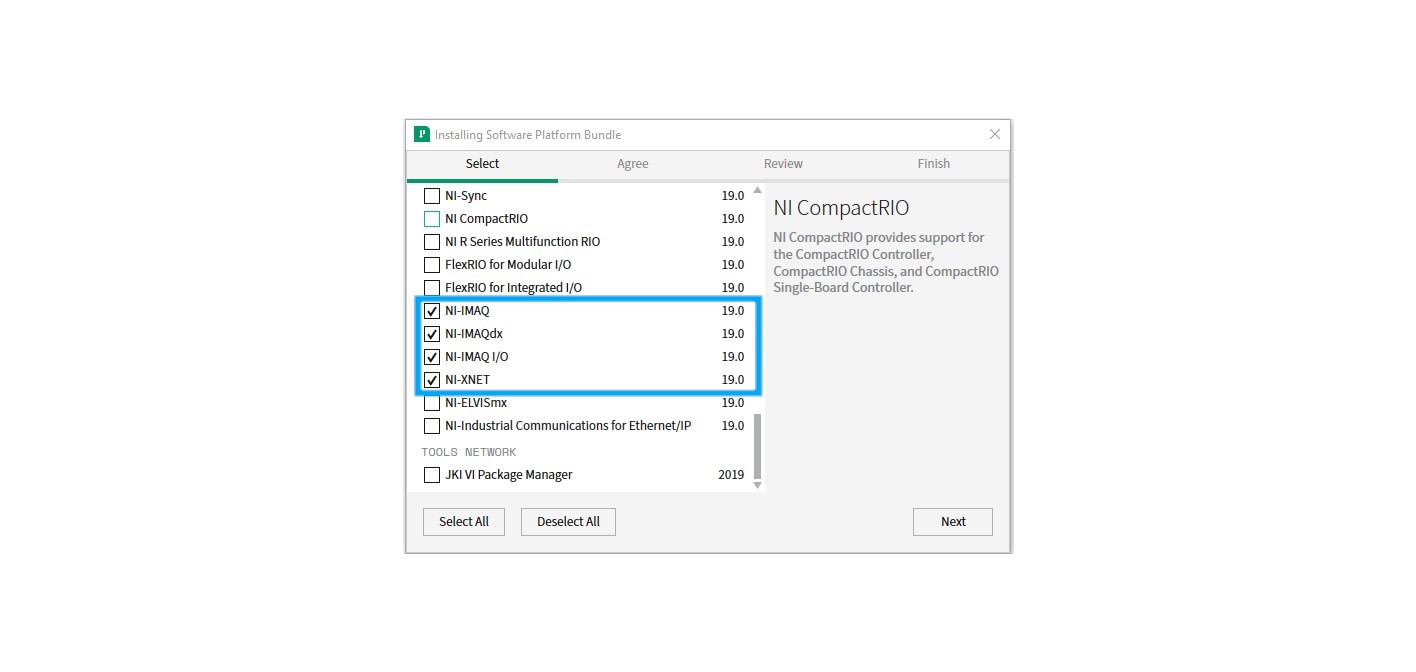 Installing Software Platform Bundle
Select Agree Review Finish
NI-Sync 19.0
NI CompactRIO 19.0
NI R Series Multifunction RIO 19.0
FlexRIO for Modular I/O 19.0
FlexRIO for Integrated I/O 19.0
NI-IMAQ 19.0
NI-IMAQdx 19.0
NI-IMAQ I/O 19.0
NI-XNET 19.0
NI-ELVISmx 19.0
NI-Industrial Communications for Ethernet/IP 19.0
TOOLS NETWORK
JKI VI Package Manager 2019
NI CompactRIO
NI CompactRIO provides support for
the CompactRIO Controller,
CompactRIO Chassis, and CompactRIO
Single-Board Controller.
Select All Deselect All Next